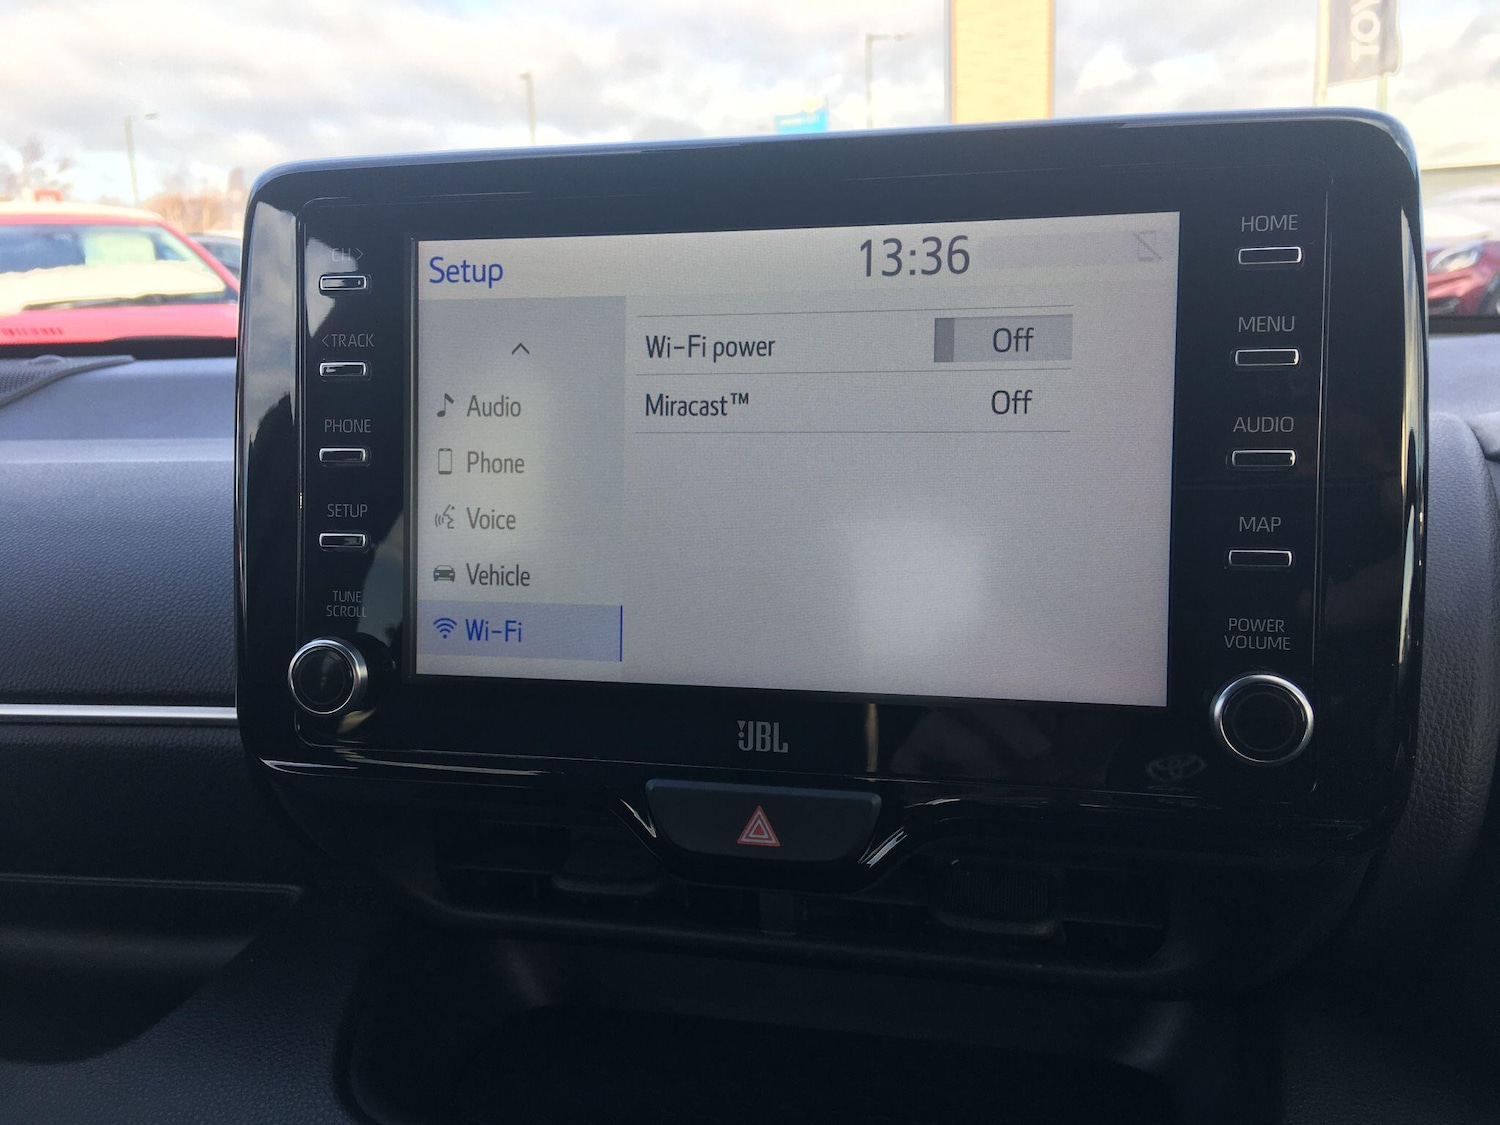 TOY
CH>
<TRACK
PHONE
SETUP
TUNE
SCROLL
Setup
13:36
Audio
Phone
Voice
Vehicle
Wi-Fi
Wi-Fi power Off
Miracast™ Off
HOME
MENU
AUDIO
MAP
POWER
VOLUME
JBL